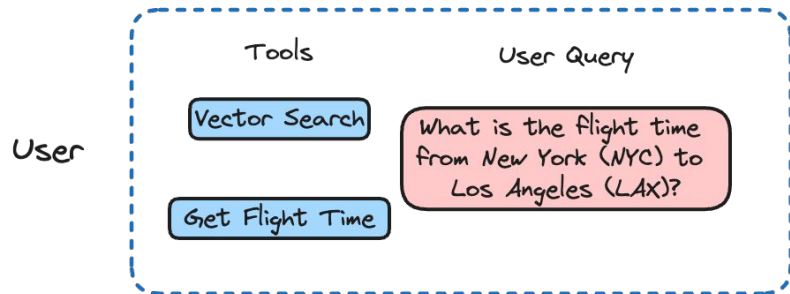 Tools
User Query
User
Vector Search
Get Flight Time
What is the flight time
from New York (NYC) to
Los Angeles (LAX)?